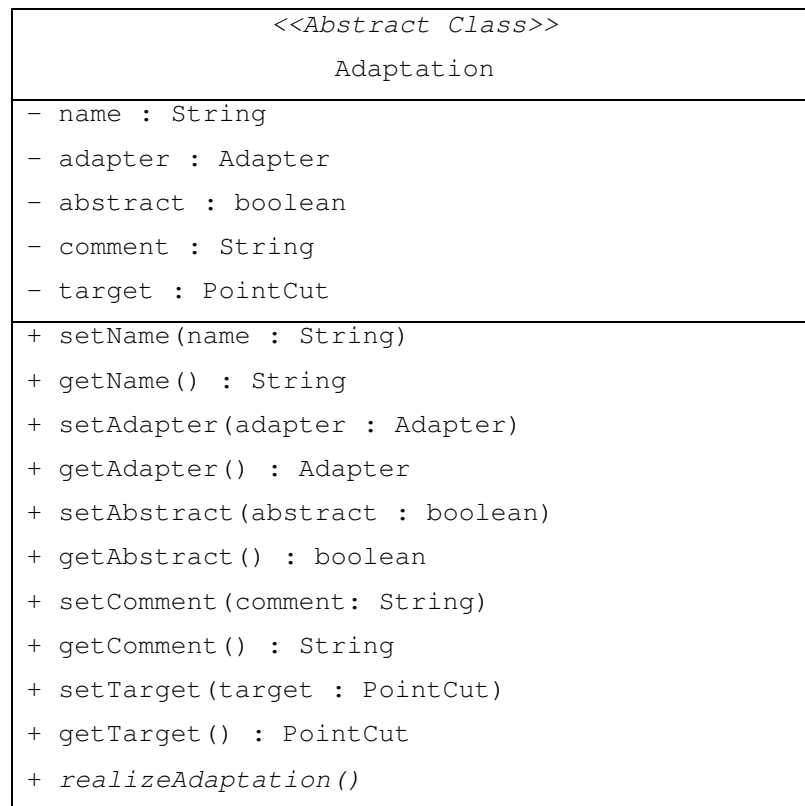 <<Abstract Class>>
Adaptation
- name : String
- adapter : Adapter
- abstract : boolean
- comment : String
- target : PointCut
+ setName(name : String)
+ getName() : String
+ setAdapter(adapter : Adapter)
+ getAdapter() : Adapter
+ setAbstract(abstract : boolean)
+ getAbstract() : boolean
+ setComment(comment: String)
+ getComment() : String
+ setTarget(target : PointCut)
+ getTarget() : PointCut
+ realizeAdaptation()